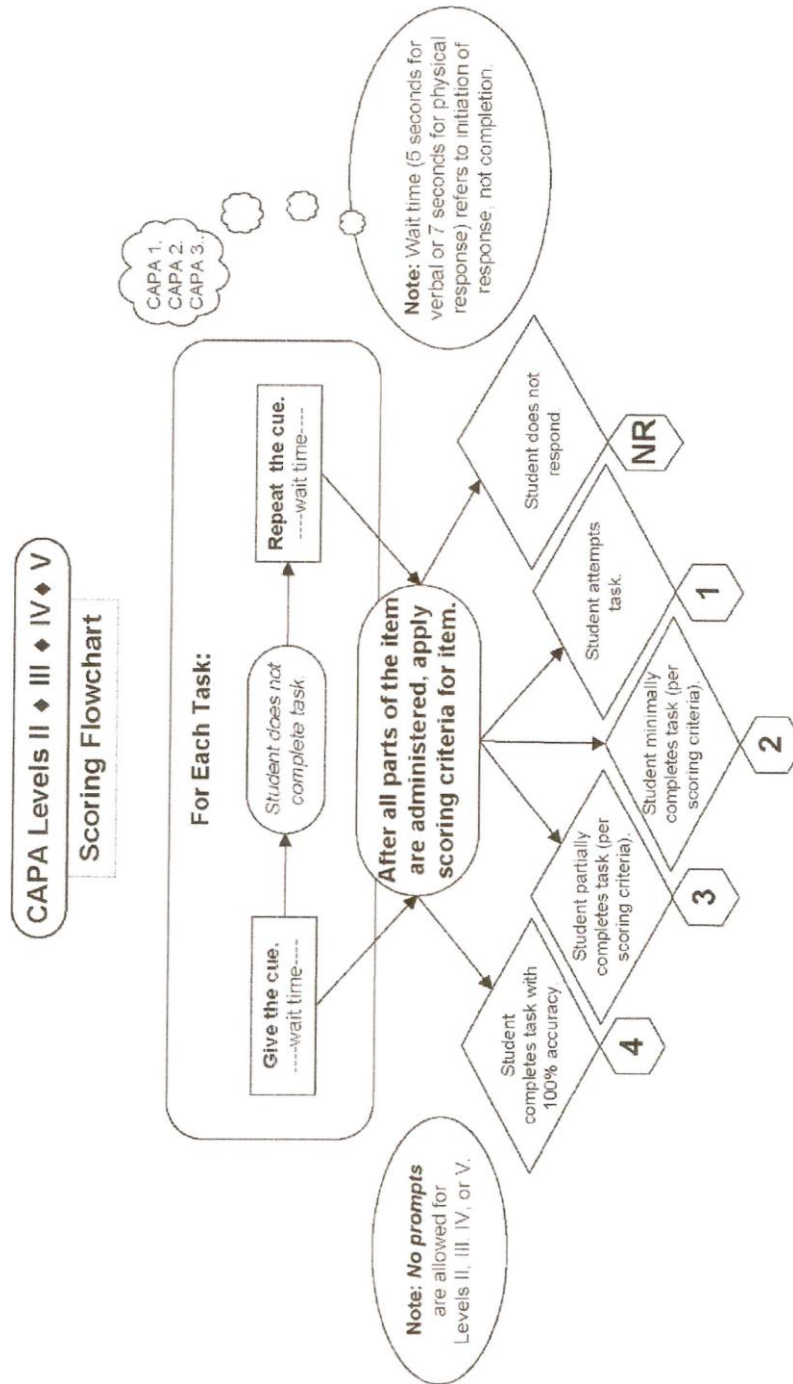 CAPA Levels II ♦ III ♦ IV ♦ V
Scoring Flowchart
CAPA 1.
CAPA 2.
CAPA 3..
For Each Task:
Give the cue.
----wait time----
Student does not
complete task.
Repeat the cue.
----wait time----
Note: Wait time (5 seconds for
verbal or 7 seconds for physical
response) refers to initiation of
response, not completion.
After all parts of the item
are administered, apply
scoring criteria for item.
Note: No prompts
are allowed for
Levels II, III, IV, or V.
Student
completes task with
100% accuracy.
4
Student partially
completes task (per
scoring criteria).
3
Student minimally
completes task (per
scoring criteria).
2
Student attempts
task.
1
Student does not
respond
NR